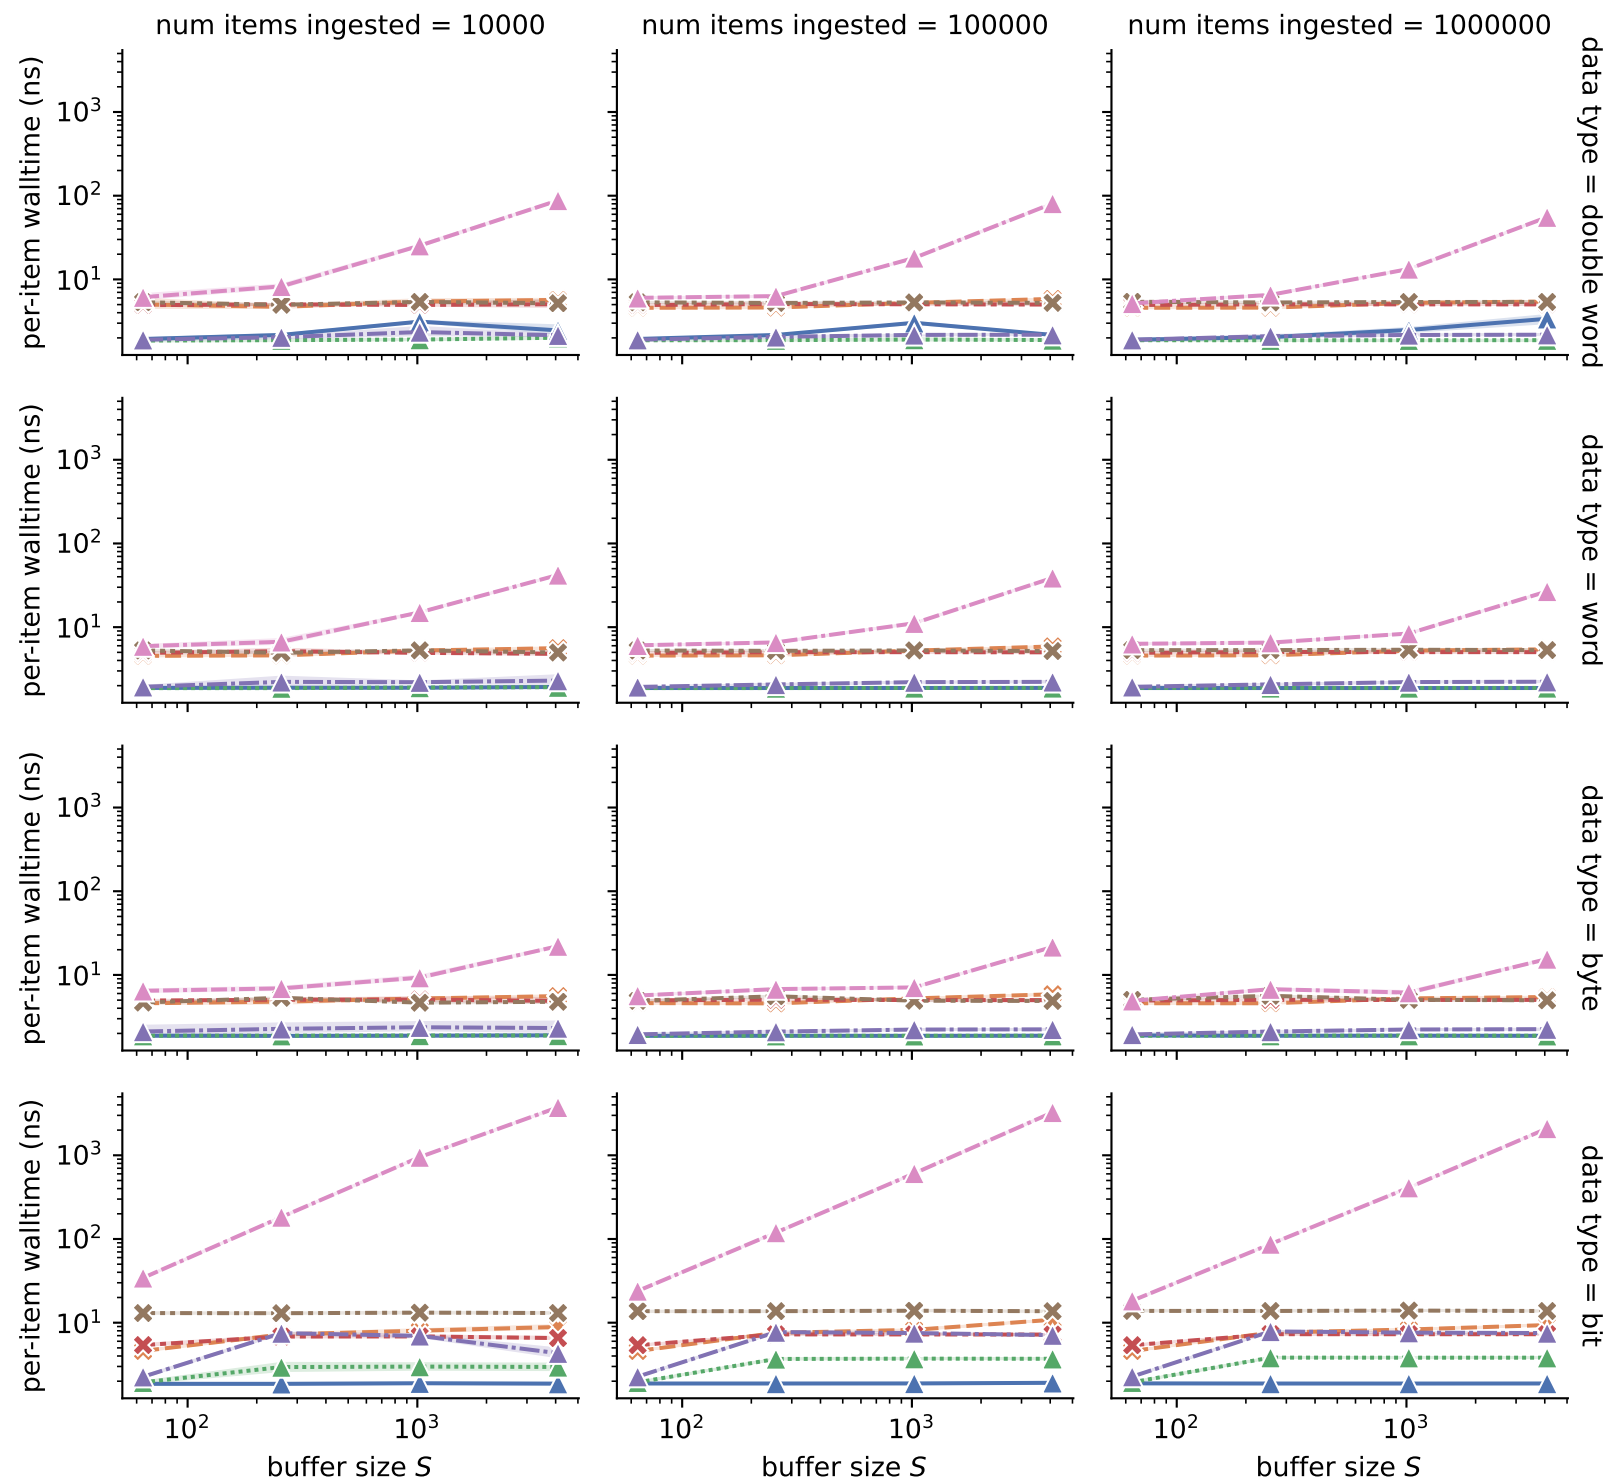 num items ingested = 10000
num items ingested = 100000
num items ingested = 1000000
per-item walltime (ns)
10³
10²
10¹
data type = double word
per-item walltime (ns)
10³
10²
10¹
data type = word
per-item walltime (ns)
10³
10²
10¹
data type = byte
per-item walltime (ns)
10³
10²
10¹
data type = bit
10²
10³
10²
10³
10²
10³
buffer size S
buffer size S
buffer size S